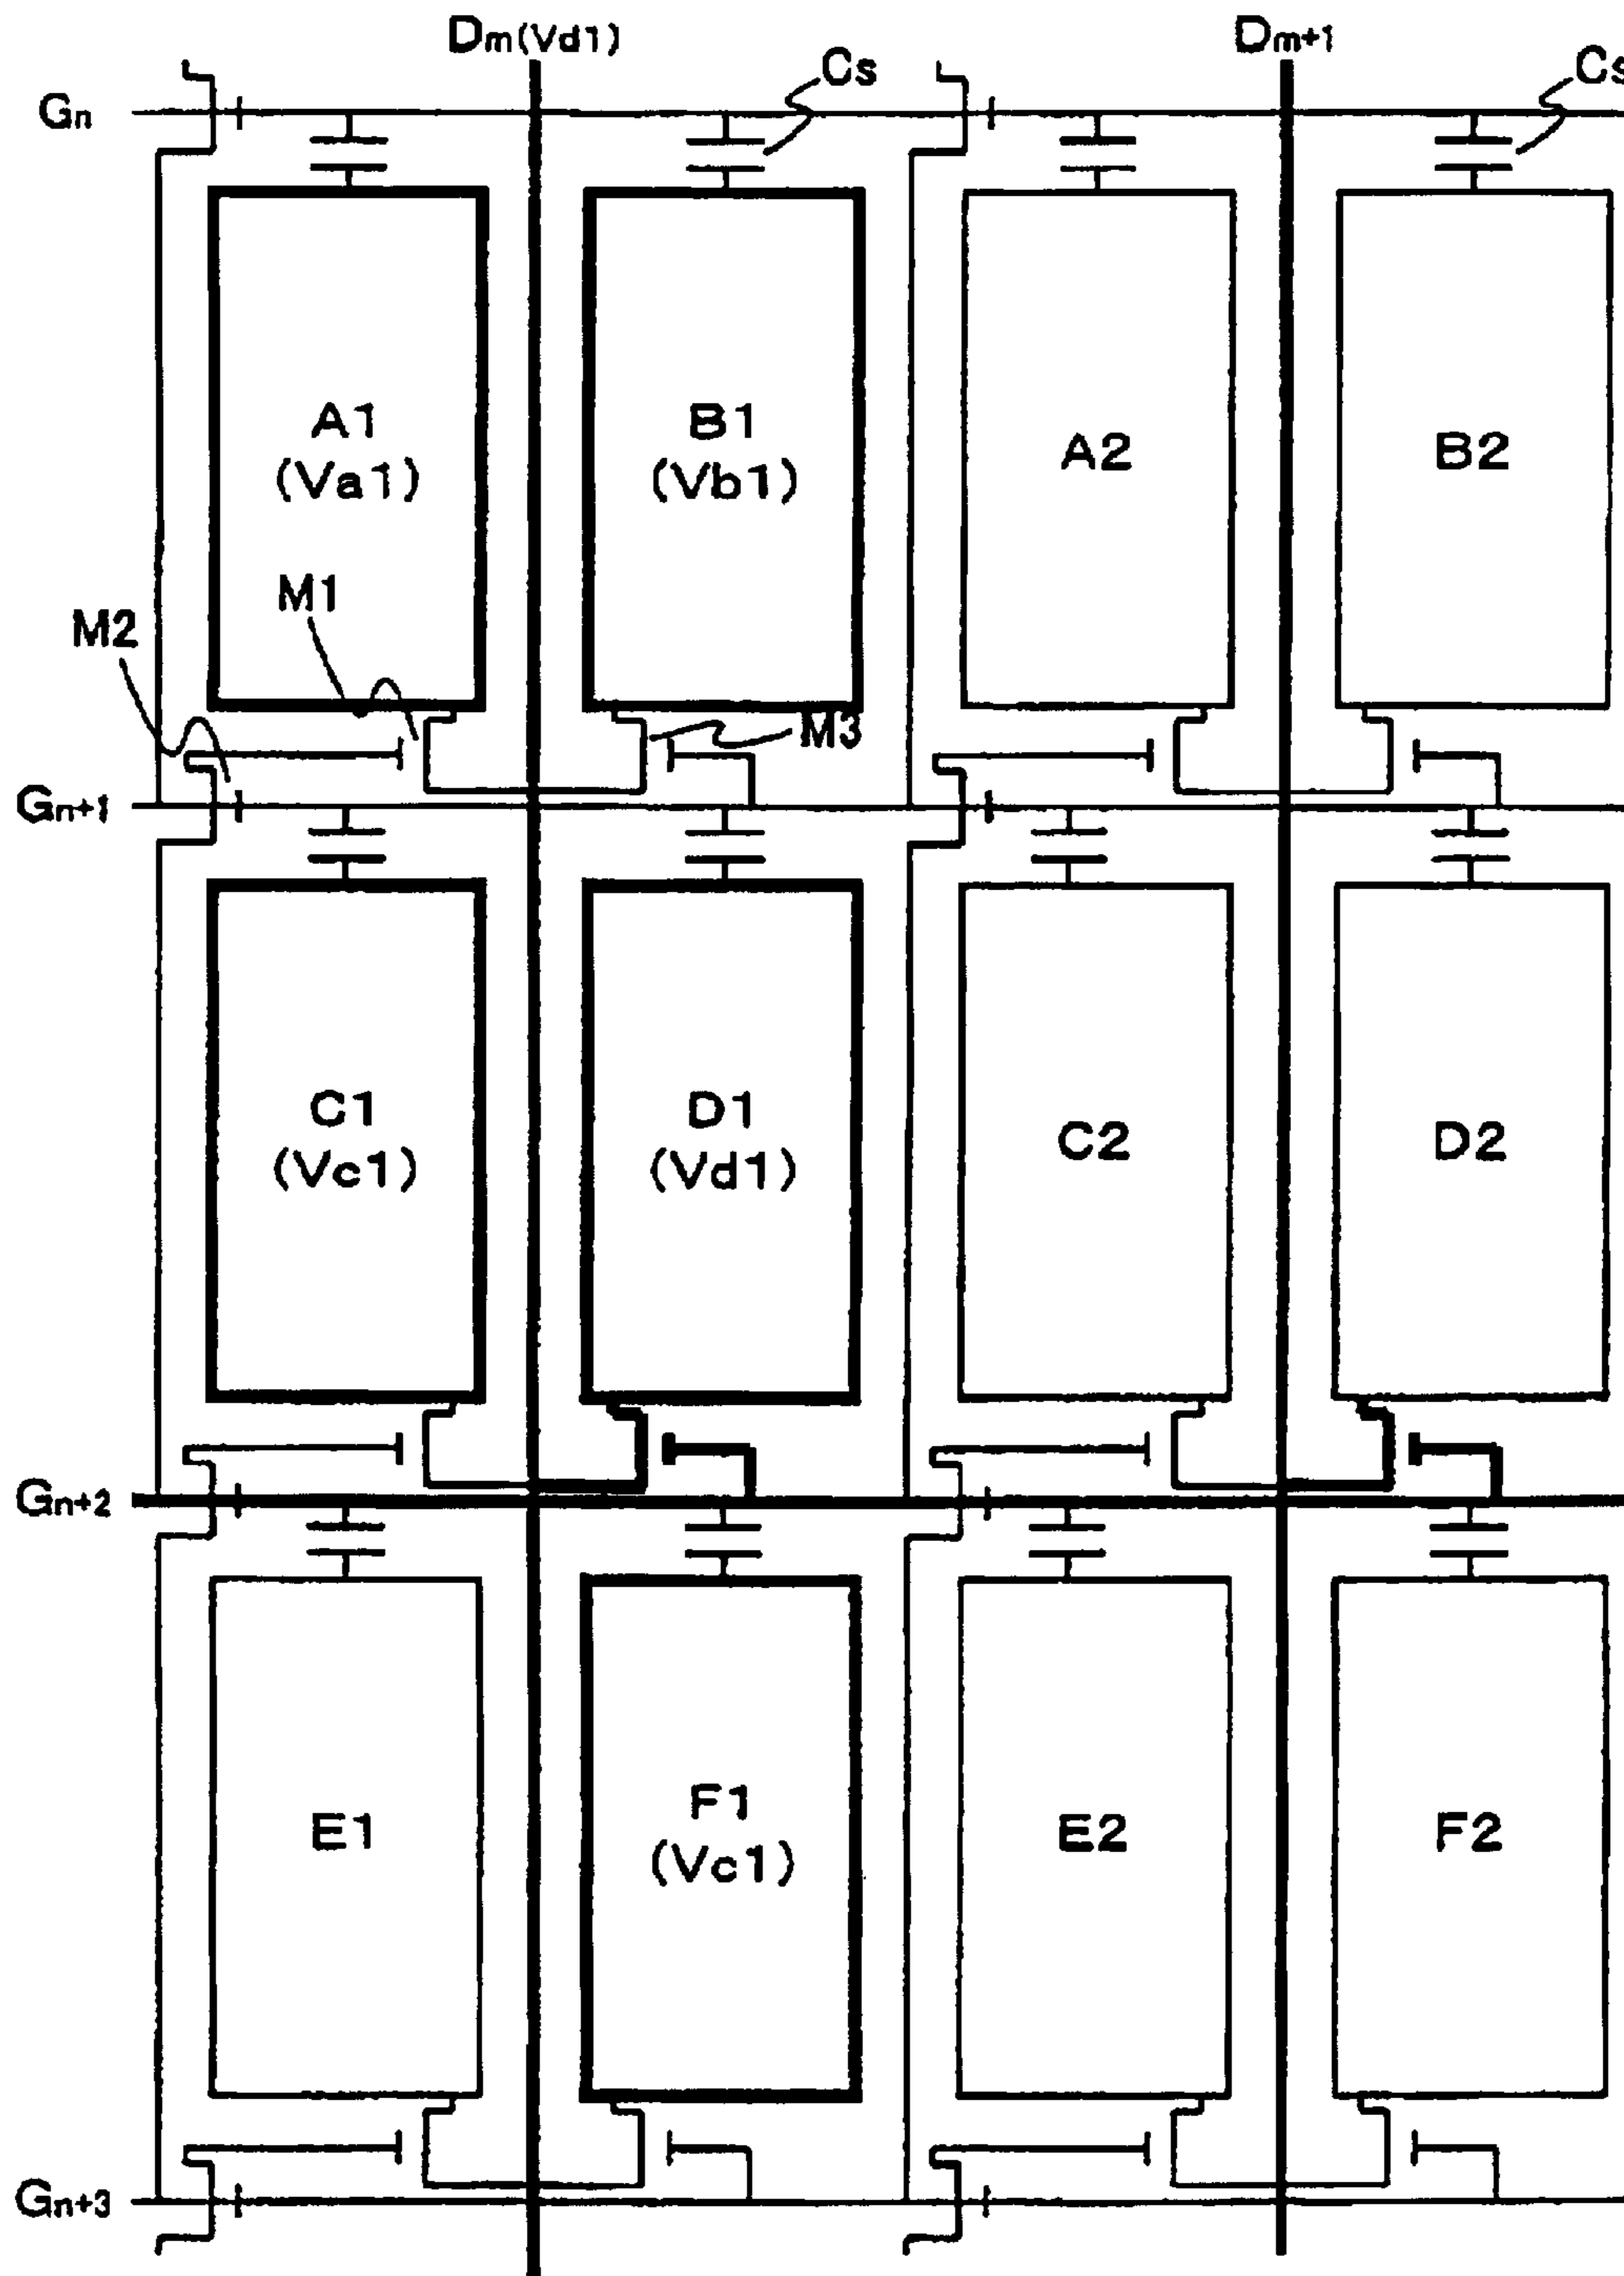 Dm(Vd1)
Dm+1
Cs
Cs
Gn
A1
(Va1)
B1
(Vb1)
A2
B2
M1
M2
M3
Gn+1
C1
(Vc1)
D1
(Vd1)
C2
D2
Gn+2
E1
F1
(Vc1)
E2
F2
Gn+3